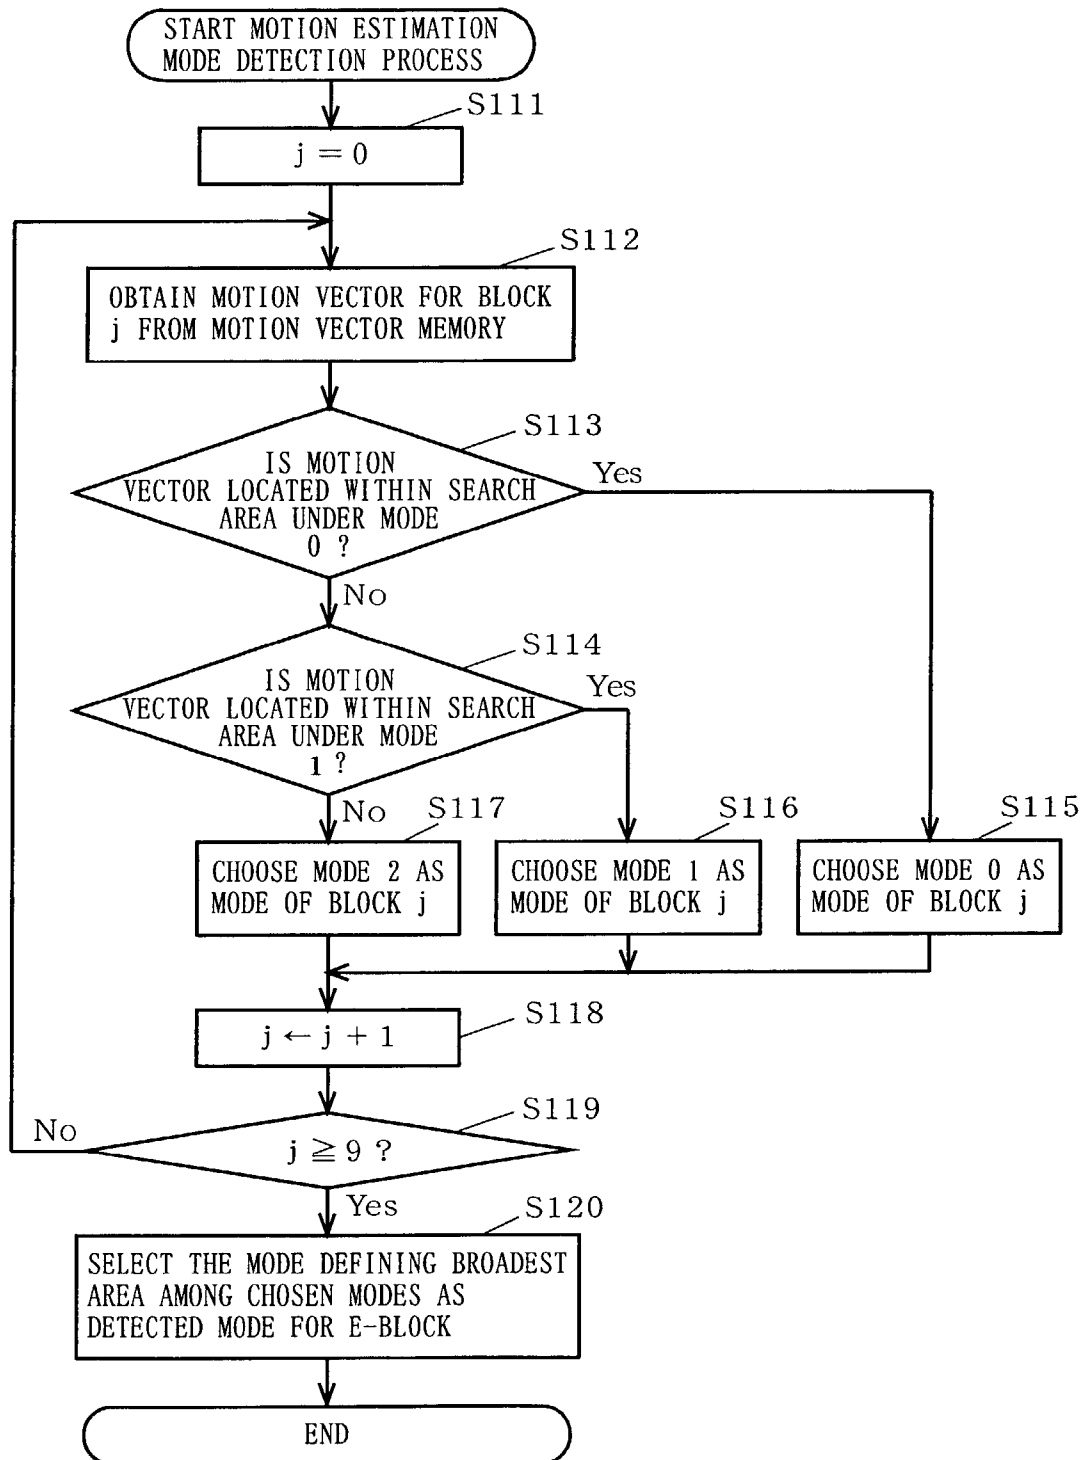 START MOTION ESTIMATION
MODE DETECTION PROCESS
S111
j = 0
S112
OBTAIN MOTION VECTOR FOR BLOCK
j FROM MOTION VECTOR MEMORY
S113
IS MOTION
VECTOR LOCATED WITHIN SEARCH
AREA UNDER MODE
0 ?
Yes
No
S114
IS MOTION
VECTOR LOCATED WITHIN SEARCH
AREA UNDER MODE
1 ?
Yes
No
S117
CHOOSE MODE 2 AS
MODE OF BLOCK j
S116
CHOOSE MODE 1 AS
MODE OF BLOCK j
S115
CHOOSE MODE 0 AS
MODE OF BLOCK j
S118
j ← j + 1
S119
j ≧ 9 ?
No
Yes
S120
SELECT THE MODE DEFINING BROADEST
AREA AMONG CHOSEN MODES AS
DETECTED MODE FOR E-BLOCK
END